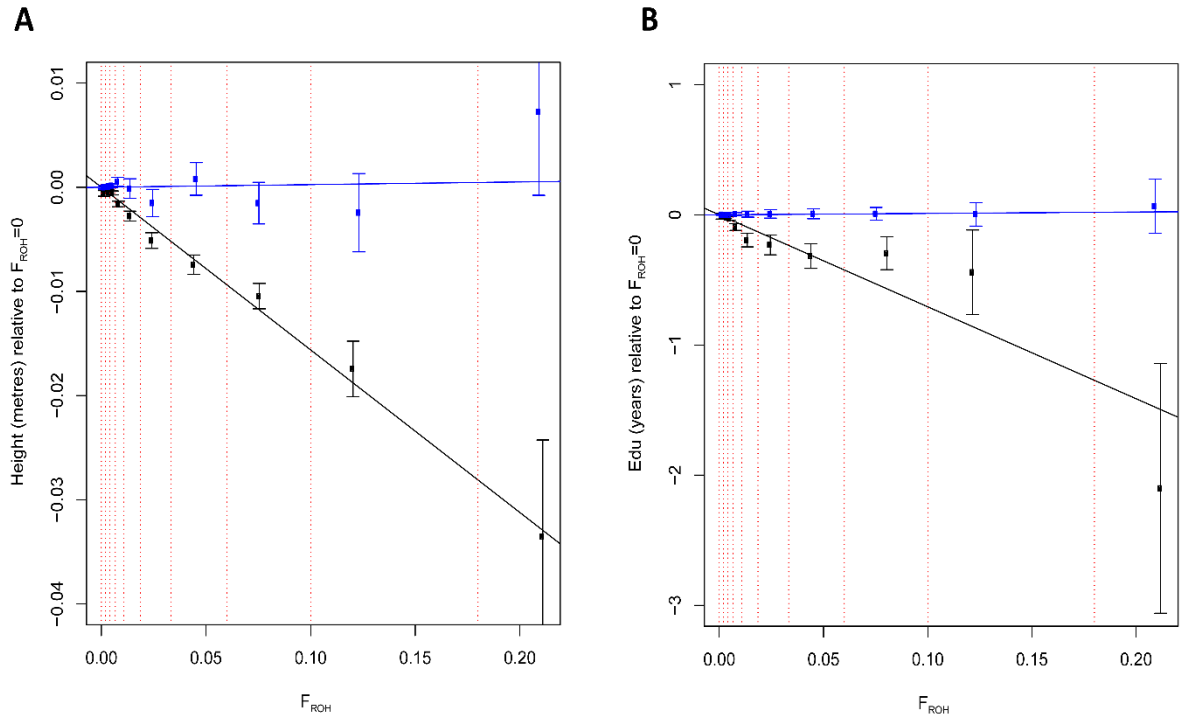 A
Height (metres) relative to FROH=0
0.01
0.00
−0.01
−0.02
−0.03
−0.04
0.00 0.05 0.10 0.15 0.20
FROH
B
Edu (years) relative to FROH=0
1
0
−1
−2
−3
0.00 0.05 0.10 0.15 0.20
FROH